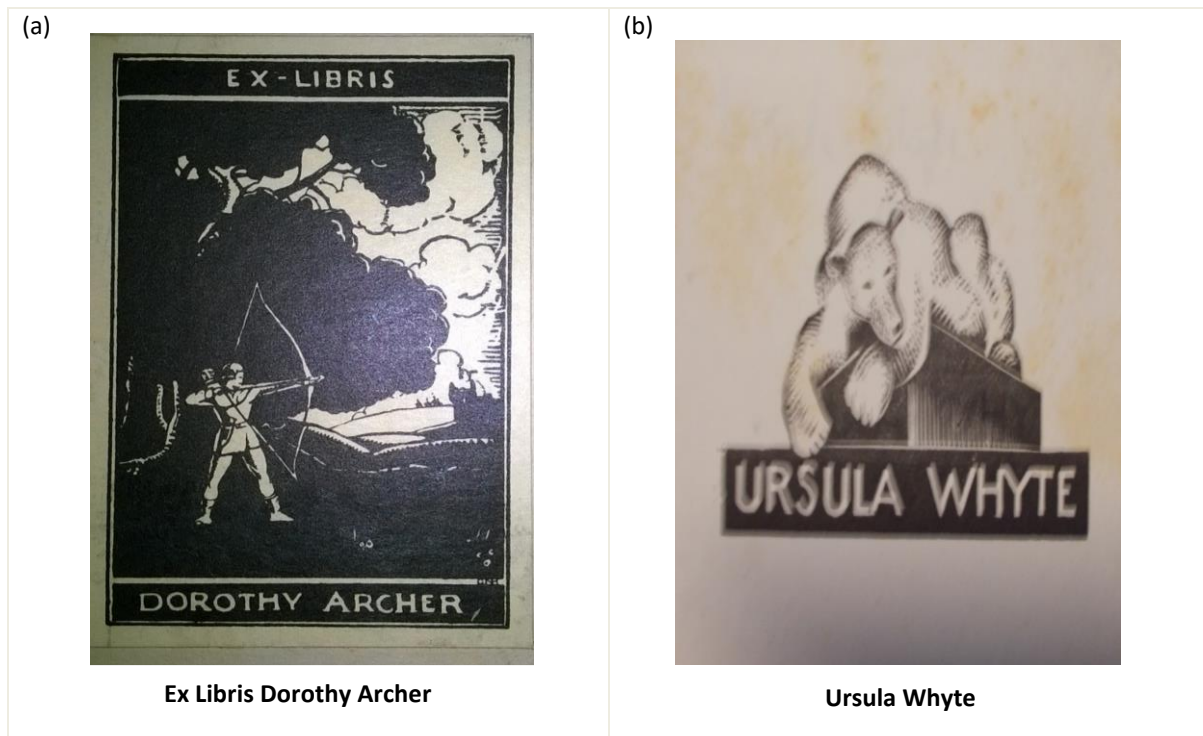 (a)
EX-LIBRIS
DOROTHY ARCHER
Ex Libris Dorothy Archer
(b)
URSULA WHYTE
Ursula Whyte